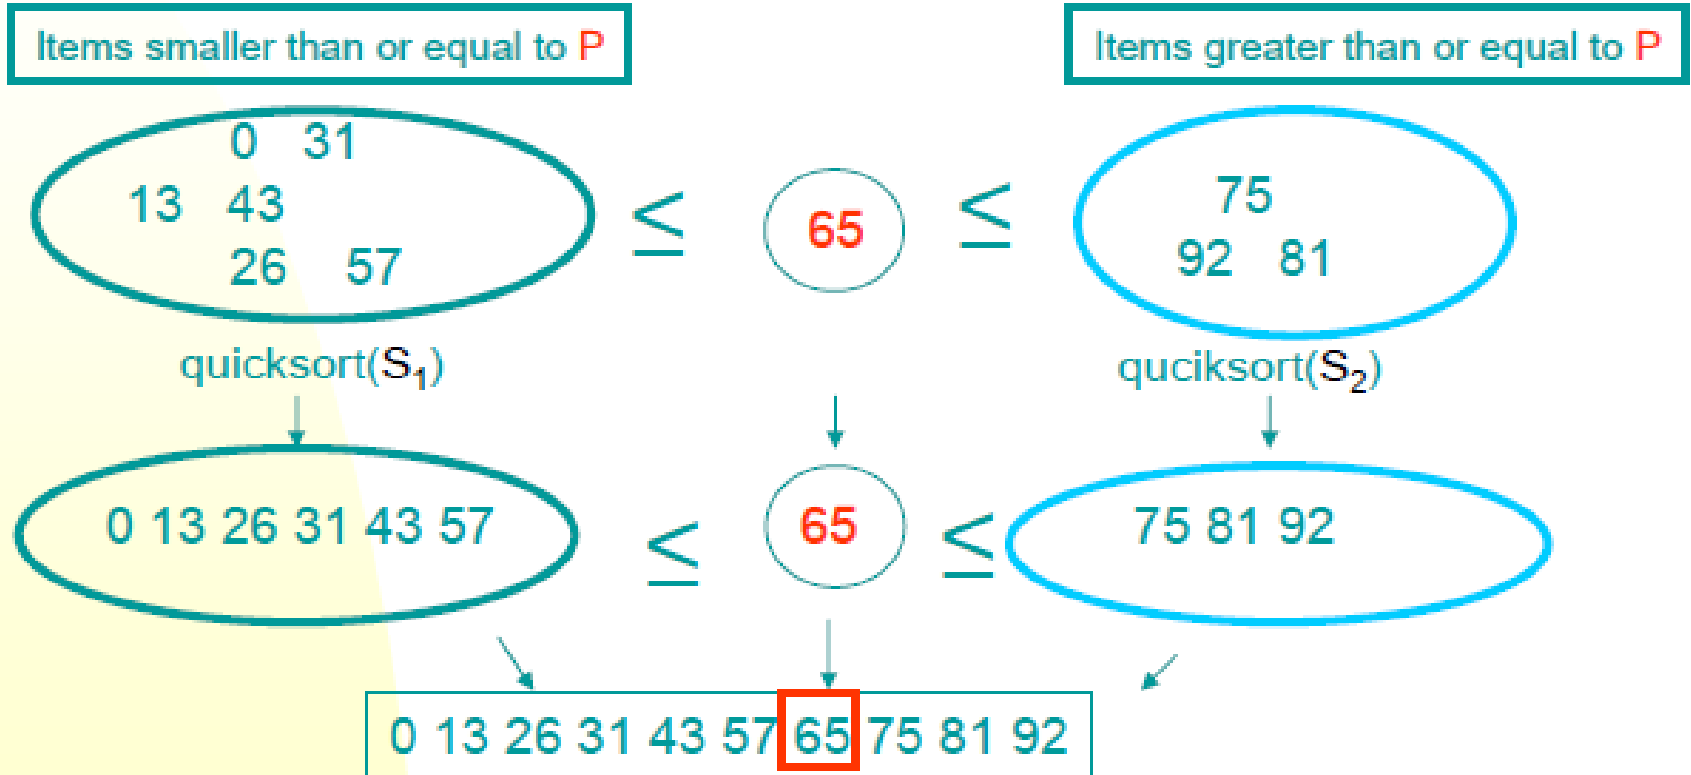 Items smaller than or equal to P
Items greater than or equal to P
0 31
13 43
26 57
≤
65
≤
75
92 81
quicksort(S₁)
quciksort(S₂)
0 13 26 31 43 57
≤
65
≤
75 81 92
0 13 26 31 43 57 65 75 81 92